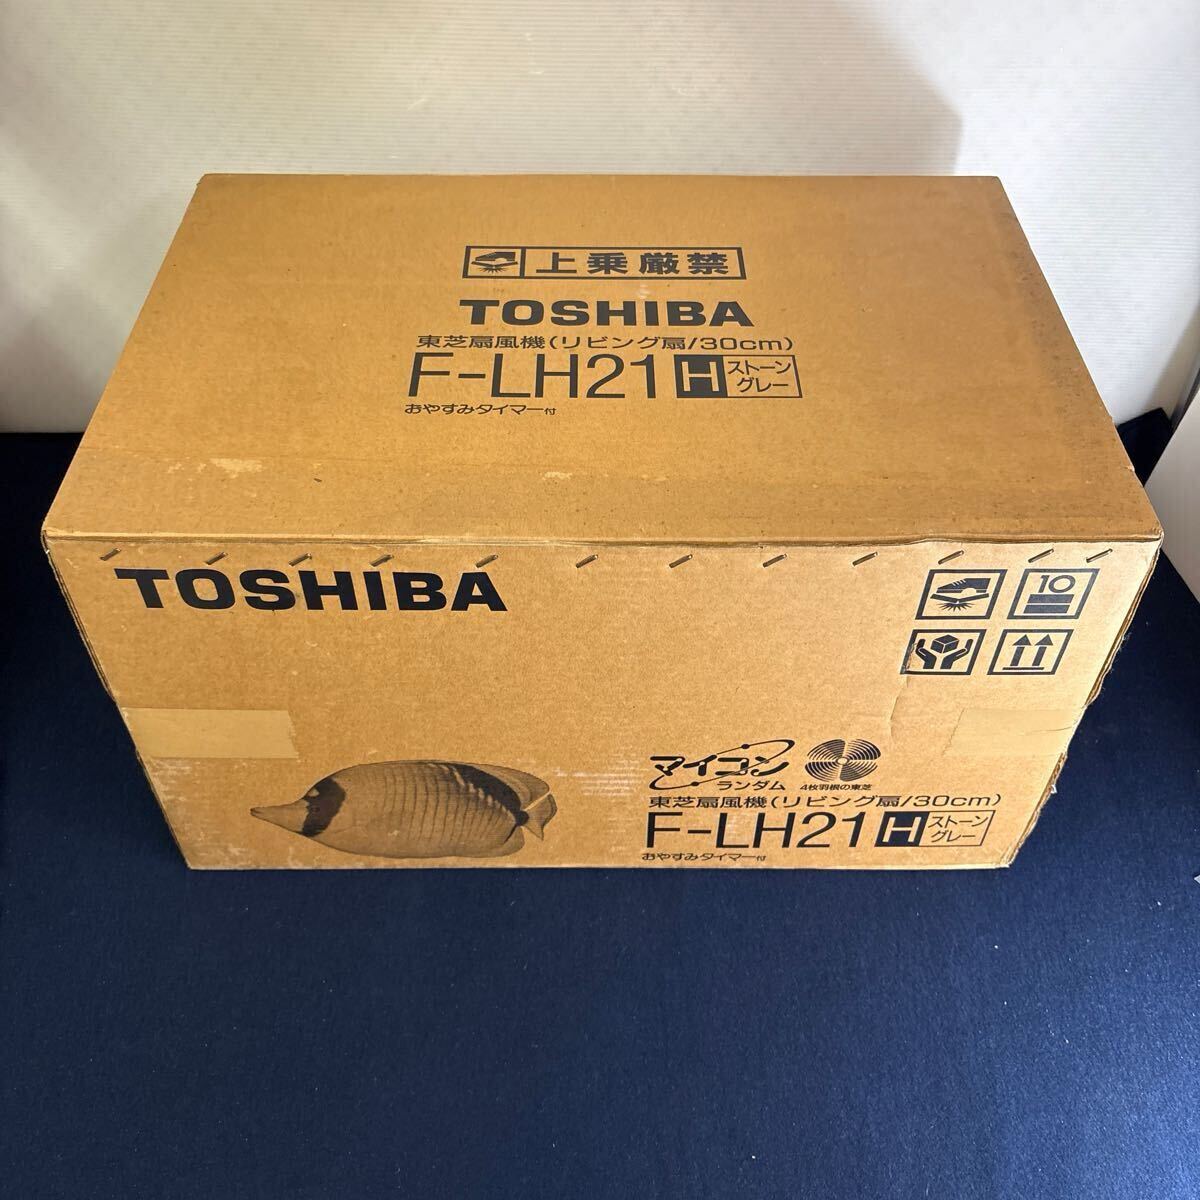 上乗厳禁
TOSHIBA
東芝扇風機(リビング扇/30cm)
F-LH21 H ストーン
グレー
おやすみタイマー付
TOSHIBA
10
マイコン
ランダム
4枚羽根の東芝
東芝扇風機(リビング扇/30cm)
F-LH21 H ストーン
グレー
おやすみタイマー付